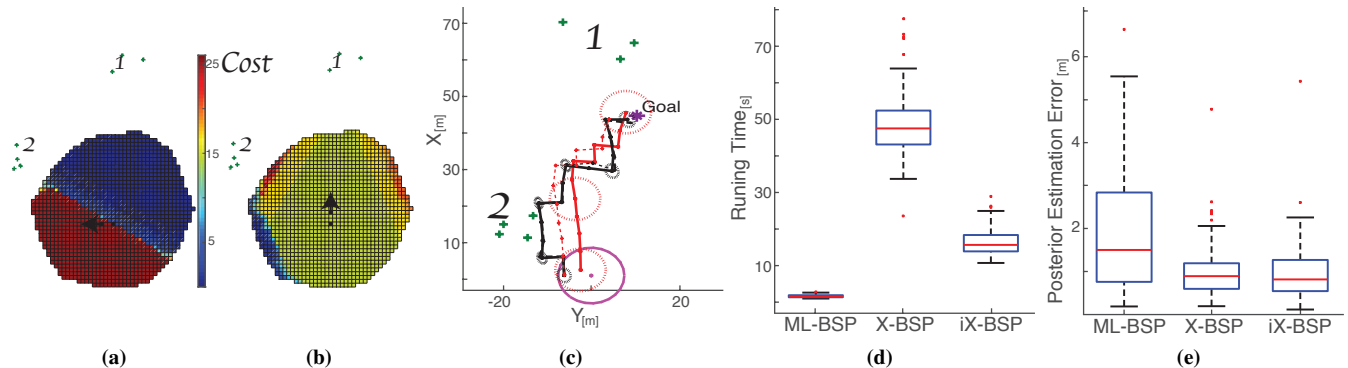 1
2
25
15
5
Cost
1
2
(a)
(b)
X[m]
70
50
30
10
1
2
Goal
-20
0
20
Y[m]
(c)
Runing Time[s]
70
50
30
10
ML-BSP X-BSP iX-BSP
(d)
Posterior Estimation Error[m]
6
4
2
ML-BSP X-BSP iX-BSP
(e)